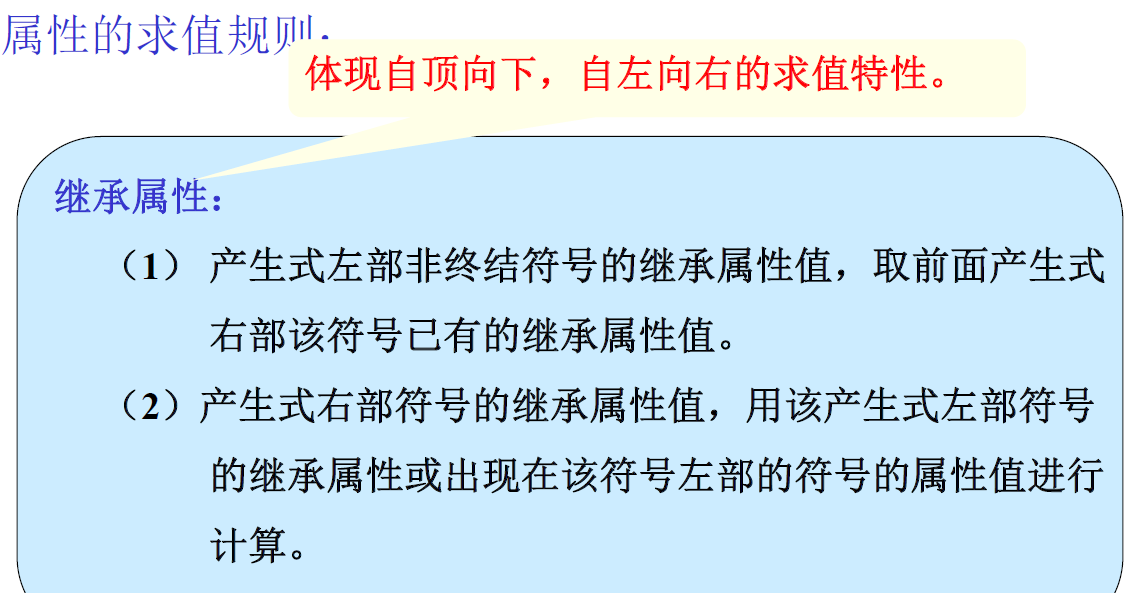 属性的求值规则：
体现自顶向下，自左向右的求值特性。
继承属性：
（1） 产生式左部非终结符号的继承属性值，取前面产生式
右部该符号已有的继承属性值。
（2）产生式右部符号的继承属性值，用该产生式左部符号
的继承属性或出现在该符号左部的符号的属性值进行
计算。